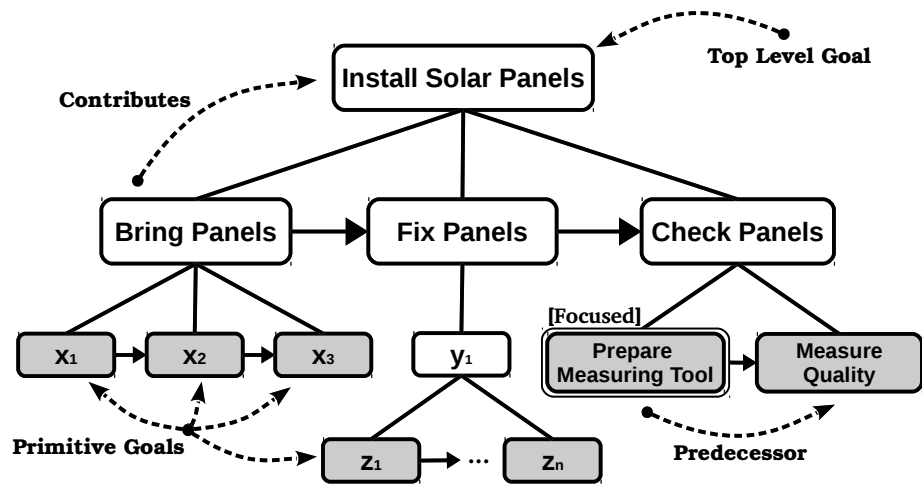 Install Solar Panels
Top Level Goal
Contributes
Bring Panels
Fix Panels
Check Panels
[Focused]
x1
x2
x3
y1
Prepare
Measuring Tool
Measure
Quality
Primitive Goals
Predecessor
z1
...
zn